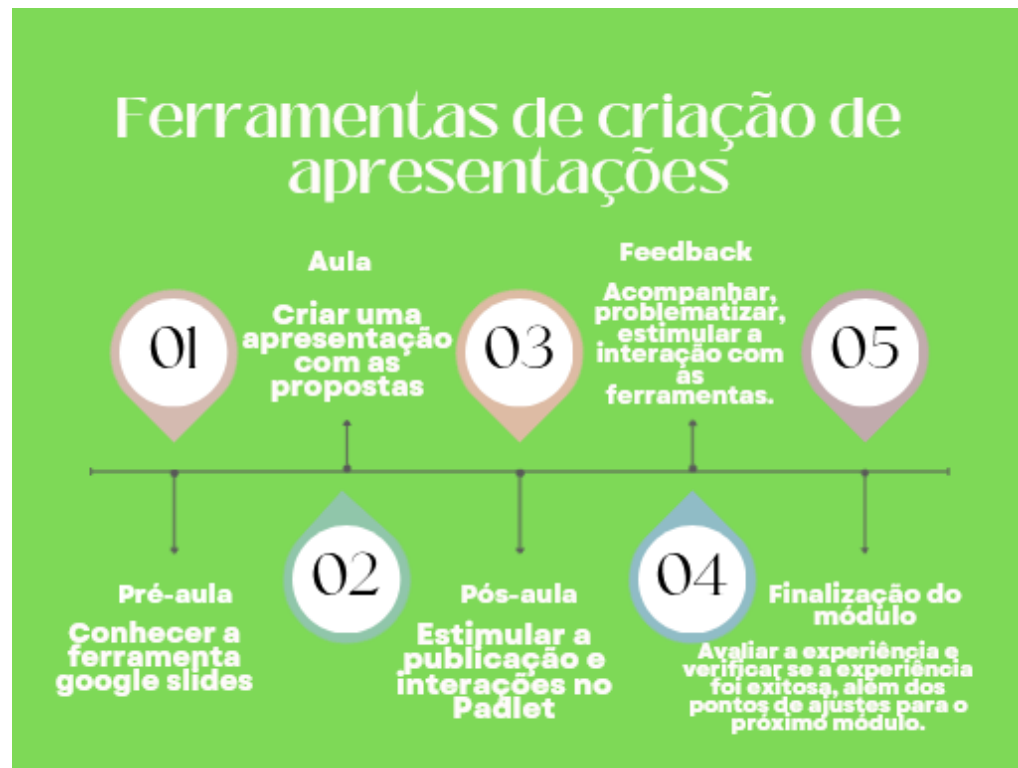 Ferramentas de criação de
apresentações
01
Pré-aula
Conhecer a
ferramenta
google slides
02
Aula
Criar uma
apresentação
com as
propostas
03
Pós-aula
Estimular a
publicação e
interações no
Padlet
04
Feedback
Acompanhar,
problematizar,
estimular a
interação com
as
ferramentas.
05
Finalização do
módulo
Avaliar a experiência e
verificar se a experiência
foi exitosa, além dos
pontos de ajustes para o
próximo módulo.